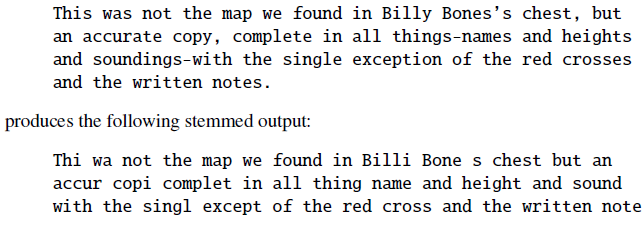 This was not the map we found in Billy Bones’s chest, but
an accurate copy, complete in all things-names and heights
and soundings-with the single exception of the red crosses
and the written notes.
produces the following stemmed output:
Thi wa not the map we found in Billi Bone s chest but an
accur copi complet in all thing name and height and sound
with the singl except of the red cross and the written note